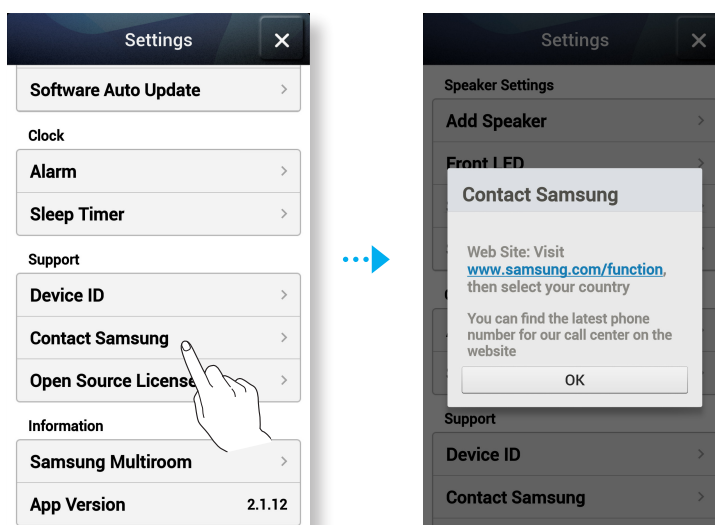 Settings
Software Auto Update
Clock
Alarm
Sleep Timer
Support
Device ID
Contact Samsung
Open Source License
Information
Samsung Multiroom
App Version 2.1.12
Settings
Speaker Settings
Add Speaker
Front LED
Contact Samsung
Web Site: Visit
www.samsung.com/function,
then select your country
You can find the latest phone
number for our call center on the
website
OK
Support
Device ID
Contact Samsung